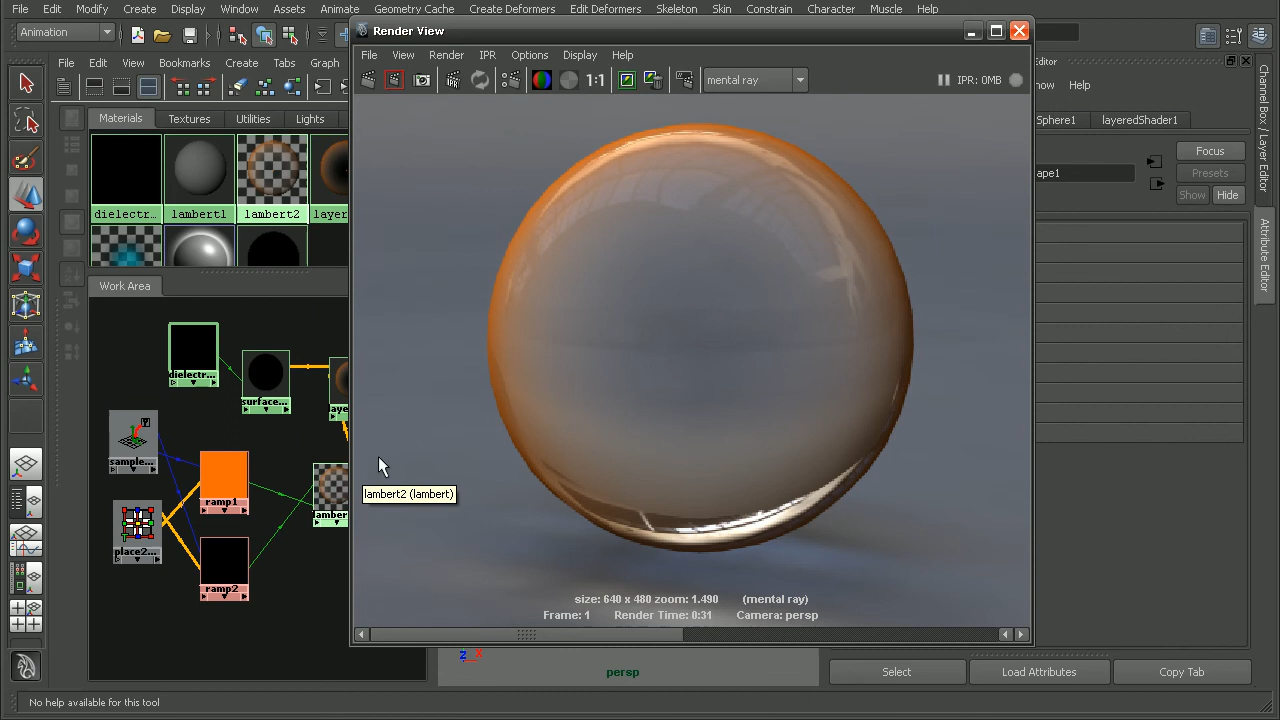 File Edit Modify Create Display Window Assets Animate Geometry Cache Create Deformers Edit Deformers Skeleton Skin Constrain Character Muscle Help
Animation
Render View
File Edit View Bookmarks Create Tabs Graph
File View Render IPR Options Display Help
mental ray
1:1
IPR: 0MB
Materials Textures Utilities Lights
dielectr... lambert1 lambert2
Work Area
dielectr...
surface...
sample...
ramp1
place2...
ramp2
lambert2 (lambert)
size: 640 x 480 zoom: 1.490 (mental ray)
Frame: 1 Render Time: 0:31 Camera: persp
Help
layeredShader1
Focus
Presets
Show Hide
Channel Box / Layer Editor
Attribute Editor
z x
persp
Select Load Attributes Copy Tab
No help available for this tool